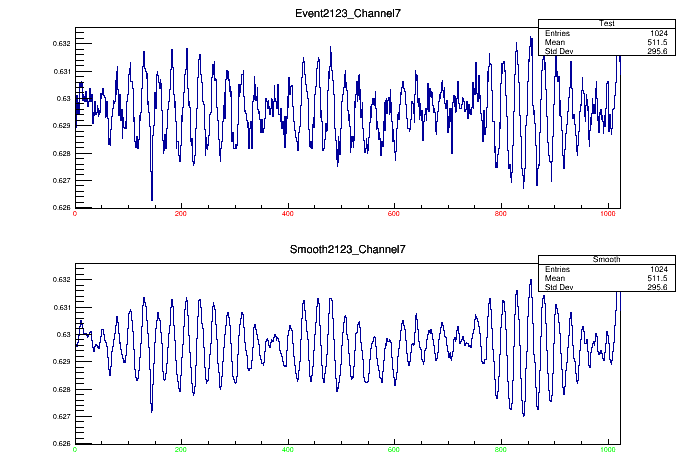 Event2123_Channel7
Test
Entries 1024
Mean 511.5
Std Dev 295.6
0.632
0.631
0.63
0.629
0.628
0.627
0.626
0 200 400 600 800 1000
Smooth2123_Channel7
Smooth
Entries 1024
Mean 511.5
Std Dev 295.6
0.632
0.631
0.63
0.629
0.628
0.627
0.626
0 200 400 600 800 1000